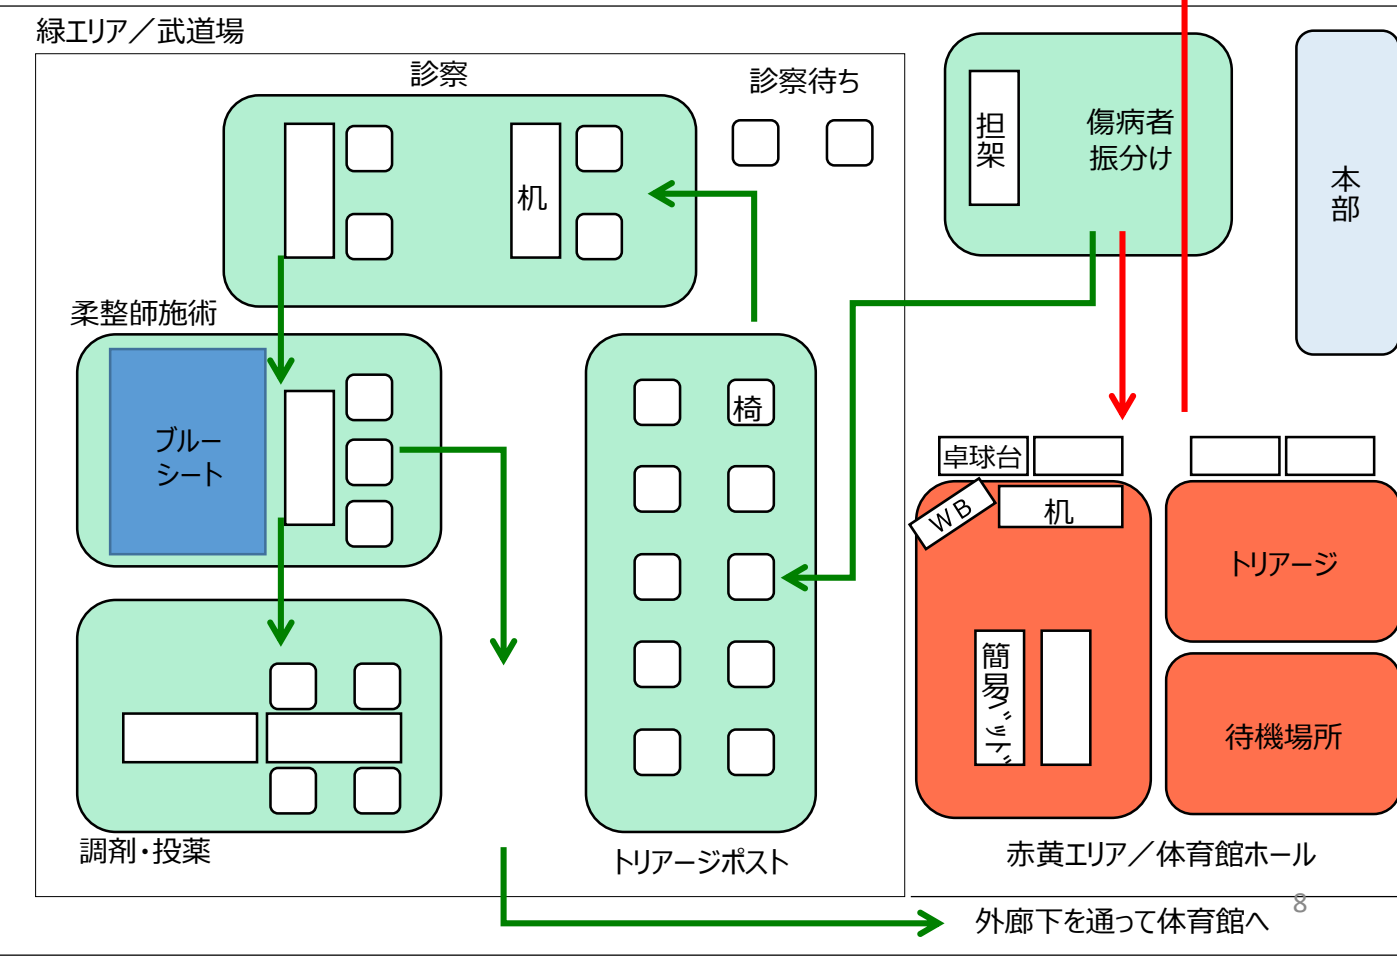 緑エリア／武道場
診察
診察待ち
机
担架
傷病者
振分け
本部
柔整師施術
ブルー
シート
椅
卓球台
WB
机
トリアージ
簡易ﾍﾞｯﾄﾞ
待機場所
調剤・投薬
トリアージポスト
赤黄エリア／体育館ホール
8
外廊下を通って体育館へ